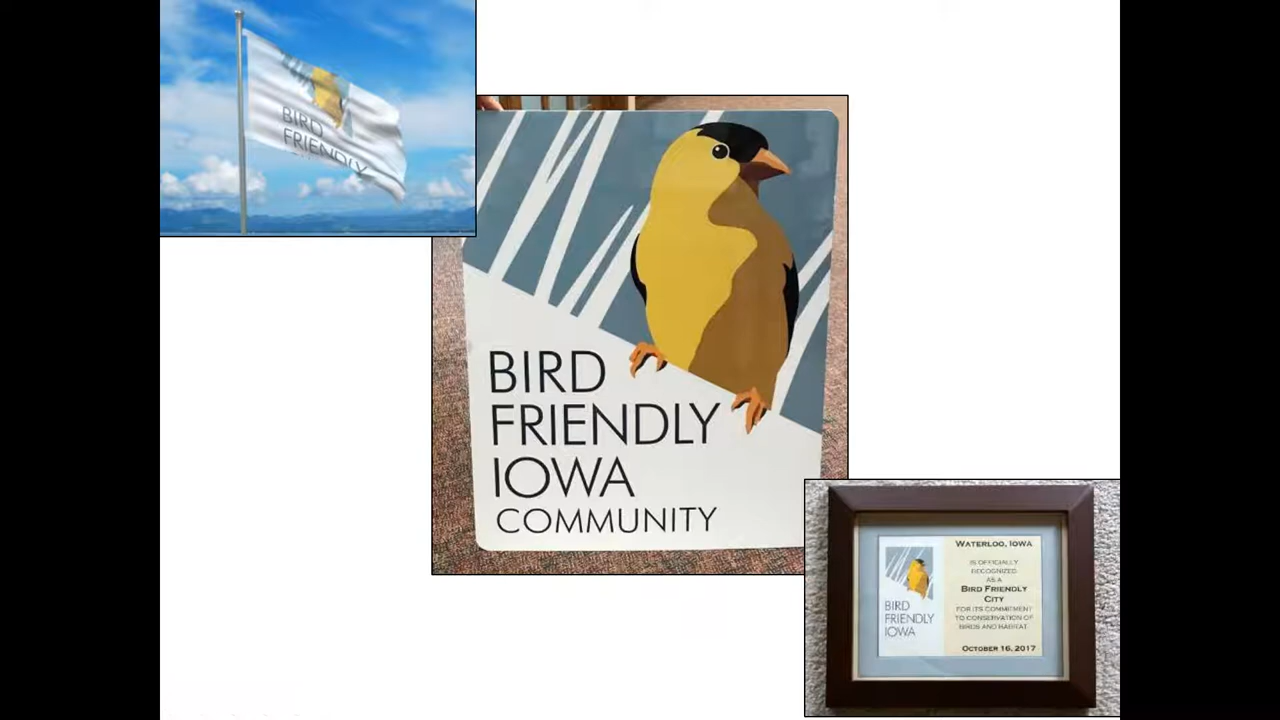 BIRD
FRIENDLY
BIRD
FRIENDLY
IOWA
COMMUNITY
BIRD
FRIENDLY
IOWA
WATERLOO, IOWA
IS OFFICIALLY
RECOGNIZED
AS A
BIRD FRIENDLY
CITY
FOR ITS COMMITMENT
TO CONSERVATION OF
BIRDS AND HABITAT
OCTOBER 16, 2017